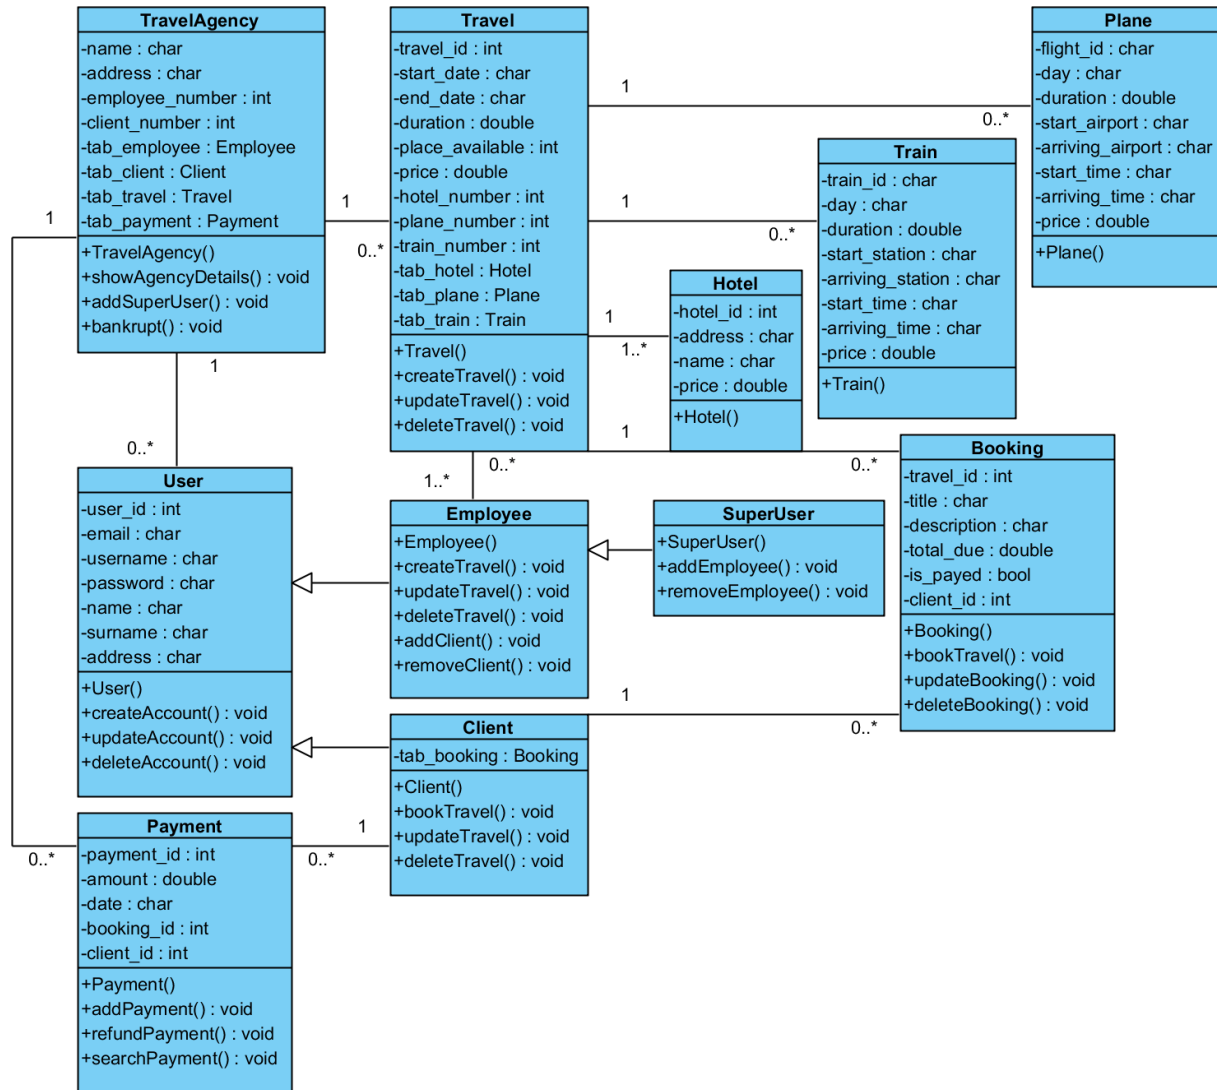 TravelAgency
-name : char
-address : char
-employee_number : int
-client_number : int
-tab_employee : Employee
-tab_client : Client
-tab_travel : Travel
-tab_payment : Payment
+TravelAgency()
+showAgencyDetails() : void
+addSuperUser() : void
+bankrupt() : void
Travel
-travel_id : int
-start_date : char
-end_date : char
-duration : double
-place_available : int
-price : double
-hotel_number : int
-plane_number : int
-train_number : int
-tab_hotel : Hotel
-tab_plane : Plane
-tab_train : Train
+Travel()
+createTravel() : void
+updateTravel() : void
+deleteTravel() : void
Plane
-flight_id : char
-day : char
-duration : double
-start_airport : char
-arriving_airport : char
-start_time : char
-arriving_time : char
-price : double
+Plane()
Train
-train_id : char
-day : char
-duration : double
-start_station : char
-arriving_station : char
-start_time : char
-arriving_time : char
-price : double
+Train()
Hotel
-hotel_id : int
-address : char
-name : char
-price : double
+Hotel()
1
0..*
1
0..*
1
1..*
1
0..*
1
1
0..*
1
0..*
0..*
1..*
User
-user_id : int
-email : char
-username : char
-password : char
-name : char
-surname : char
-address : char
+User()
+createAccount() : void
+updateAccount() : void
+deleteAccount() : void
Employee
+Employee()
+createTravel() : void
+updateTravel() : void
+deleteTravel() : void
+addClient() : void
+removeClient() : void
SuperUser
+SuperUser()
+addEmployee() : void
+removeEmployee() : void
Booking
-travel_id : int
-title : char
-description : char
-total_due : double
-is_payed : bool
-client_id : int
+Booking()
+bookTravel() : void
+updateBooking() : void
+deleteBooking() : void
1
0..*
Client
-tab_booking : Booking
+Client()
+bookTravel() : void
+updateTravel() : void
+deleteTravel() : void
1
0..*
0..*
Payment
-payment_id : int
-amount : double
-date : char
-booking_id : int
-client_id : int
+Payment()
+addPayment() : void
+refundPayment() : void
+searchPayment() : void